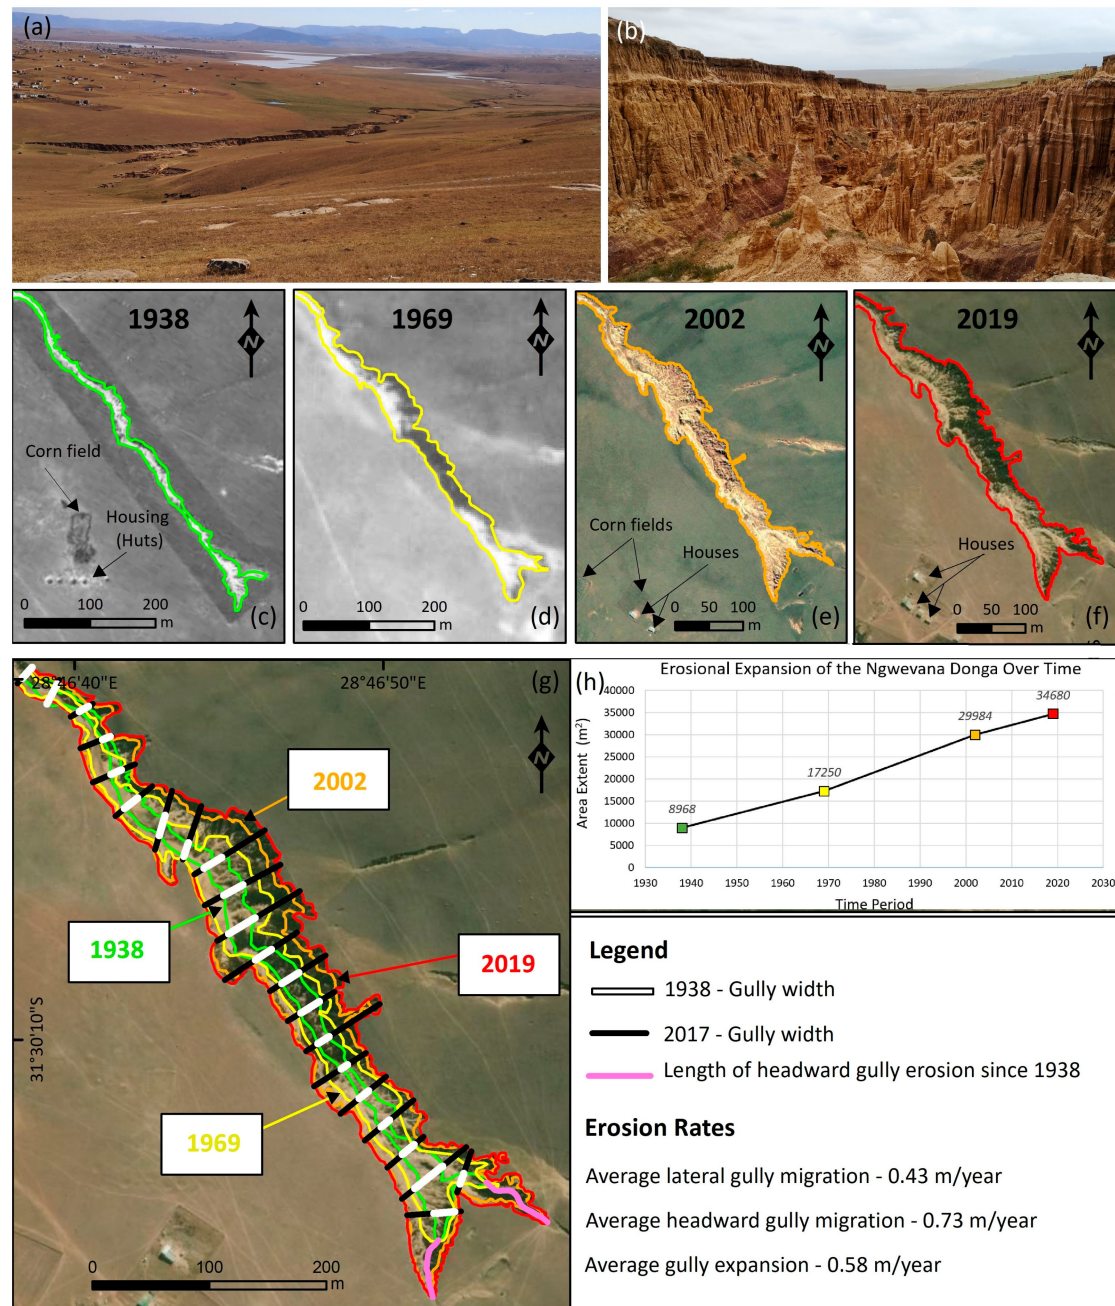 (a)
(b)
1938
N
Corn field
Housing
(Huts)
0 100 200
m
(c)
1969
N
0 100 200
m
(d)
2002
N
Corn fields
Houses
0 50 100
m
(e)
2019
N
Houses
0 50 100
m
(f)
28°46'40"E
28°46'50"E
(g)
N
2002
1938
2019
31°30'10"S
1969
0 100 200
m
(h)
Erosional Expansion of the Ngwevana Donga Over Time
Area Extent (m²)
40000
35000
30000
25000
20000
15000
10000
5000
0
8968
17250
29984
34680
1930 1940 1950 1960 1970 1980 1990 2000 2010 2020 2030
Time Period
Legend
1938 - Gully width
2017 - Gully width
Length of headward gully erosion since 1938
Erosion Rates
Average lateral gully migration - 0.43 m/year
Average headward gully migration - 0.73 m/year
Average gully expansion - 0.58 m/year